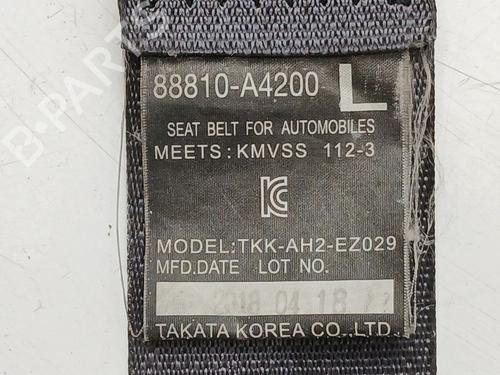 88810-A4200 L
SEAT BELT FOR AUTOMOBILES
MEETS: KMVSS 112-3
KC
MODEL:TKK-AH2-EZ029
MFD.DATE LOT NO.
2018 04 18
TAKATA KOREA CO.,LTD.
B-PARTS